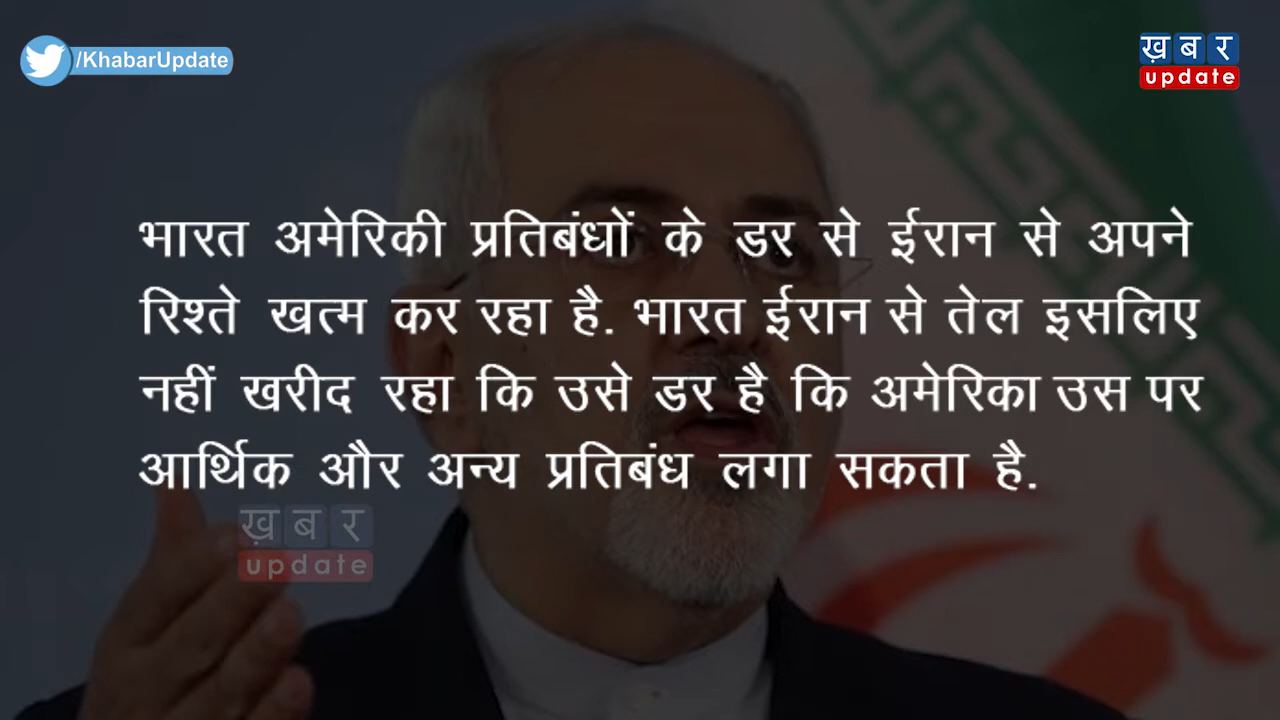 /KhabarUpdate
ख़बर
update
भारत अमेरिकी प्रतिबंधों के डर से ईरान से अपने
रिश्ते खत्म कर रहा है. भारत ईरान से तेल इसलिए
नहीं खरीद रहा कि उसे डर है कि अमेरिका उस पर
आर्थिक और अन्य प्रतिबंध लगा सकता है.
ख़बर
update